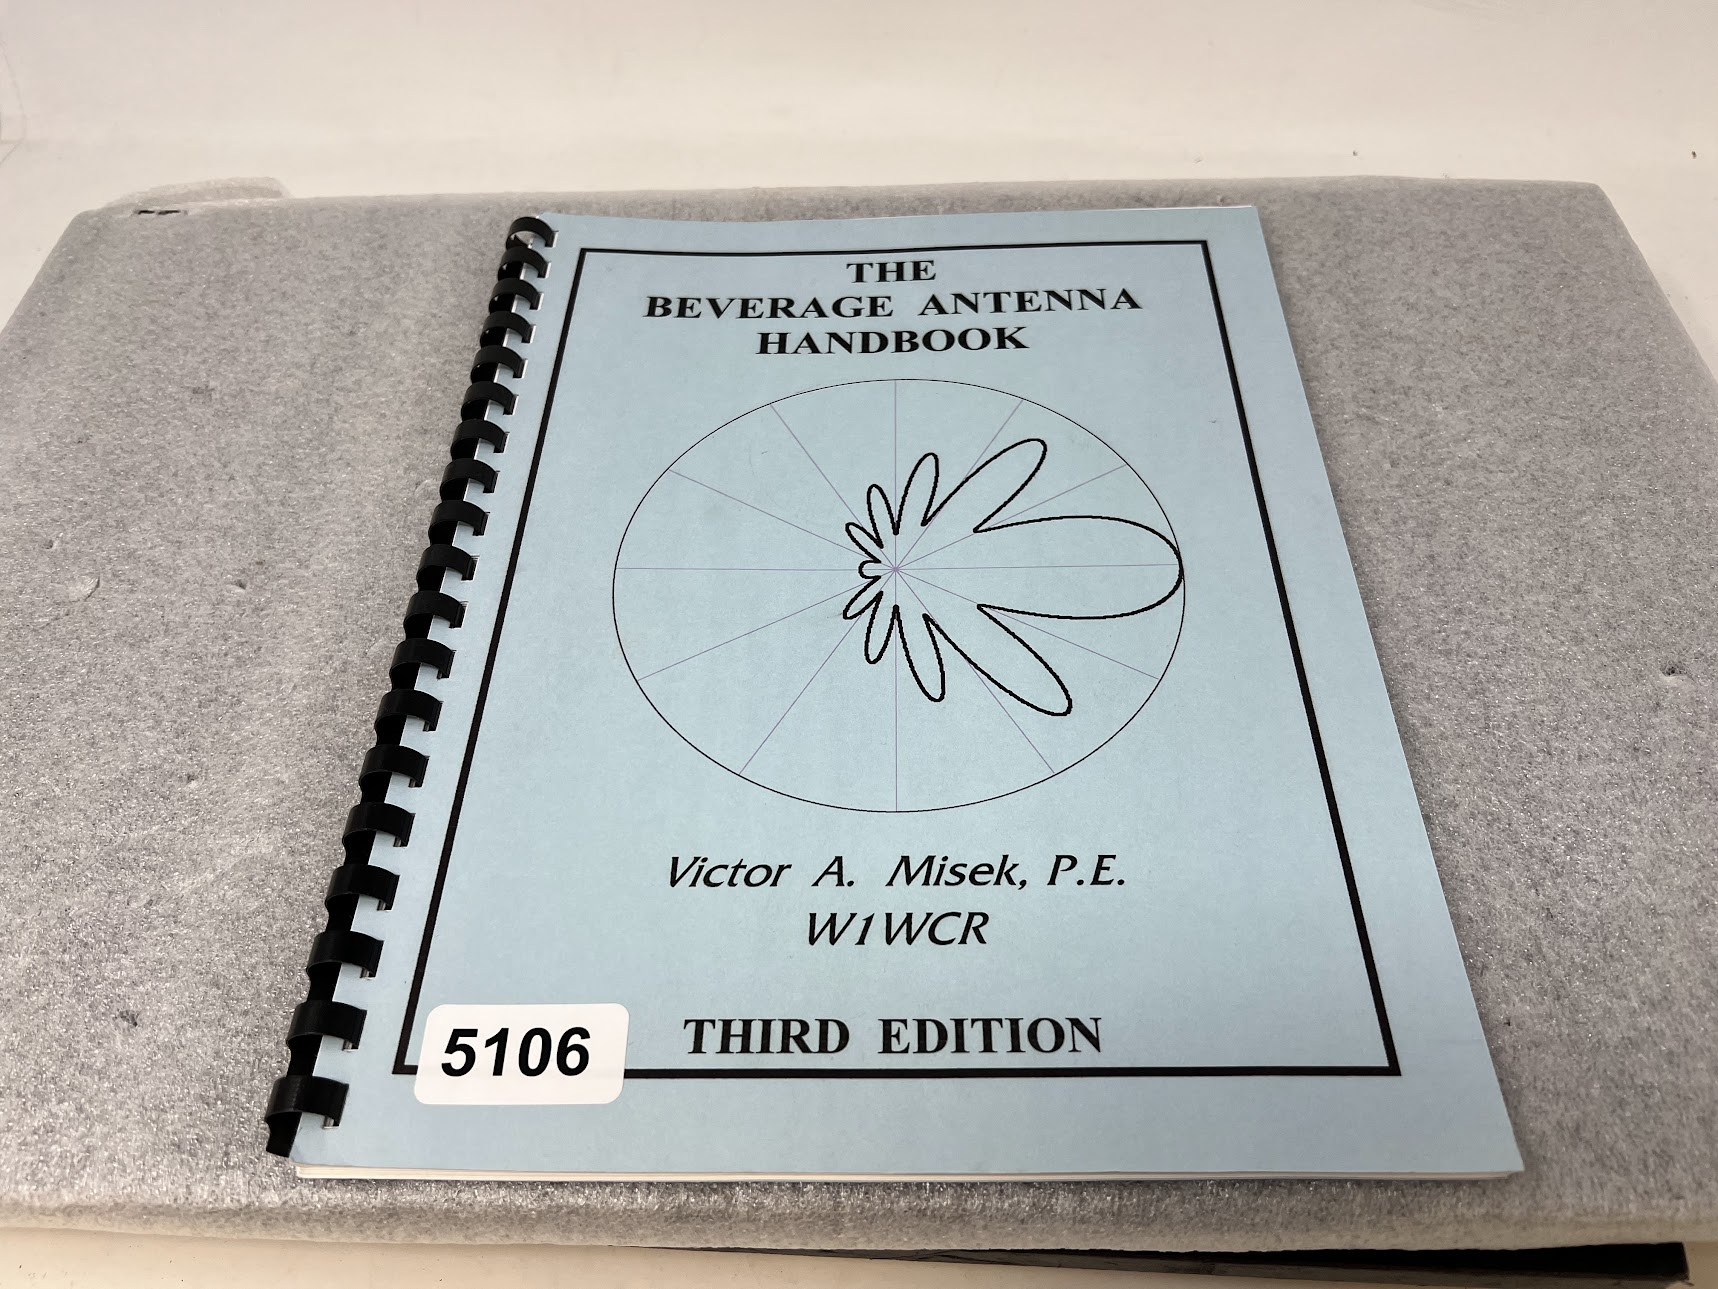 THE
BEVERAGE ANTENNA
HANDBOOK
Victor A. Misek, P.E.
W1WCR
THIRD EDITION
5106